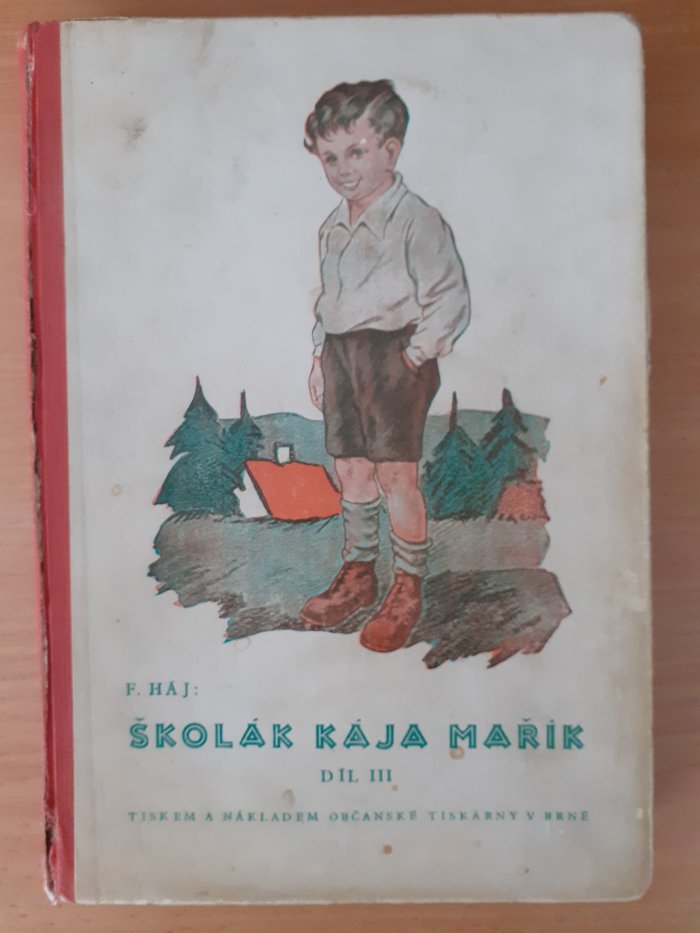 F. HÁJ:
ŠKOLÁK KÁJA MAŘÍK
DÍL III
TISKEM A NÁKLADEM OBČANSKÉ TISKÁRNY V BRNĚ